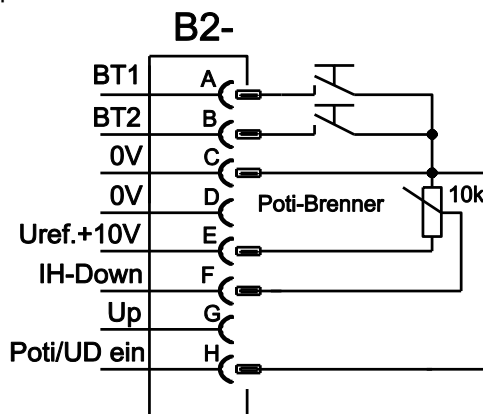 B2-
BT1 A
BT2 B
0V C
0V D Poti-Brenner 10k
Uref.+10V E
IH-Down F
Up G
Poti/UD ein H